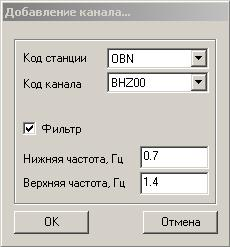 Добавление канала...
Код станции OBN
Код канала BHZ00
Фильтр
Нижняя частота, Гц 0.7
Верхняя частота, Гц 1.4
OK Отмена